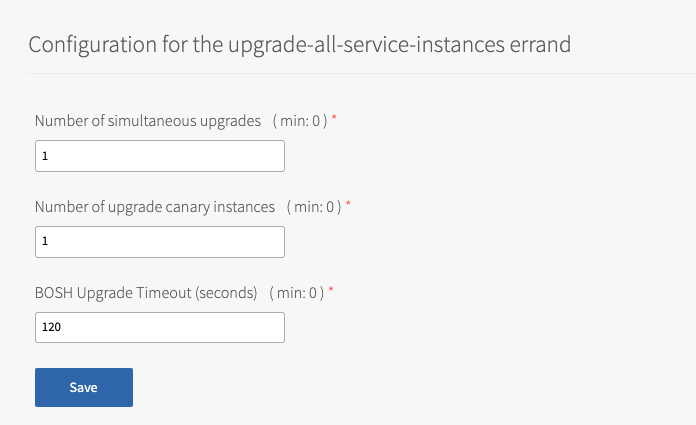 Configuration for the upgrade-all-service-instances errand
Number of simultaneous upgrades ( min: 0 ) *
1
Number of upgrade canary instances ( min: 0 ) *
1
BOSH Upgrade Timeout (seconds) ( min: 0 ) *
120
Save